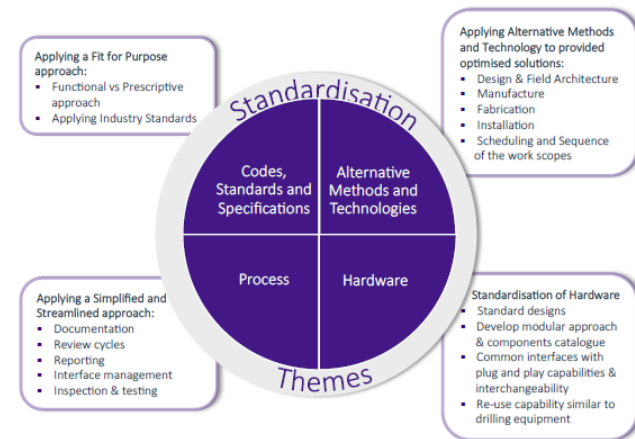 Applying a Fit for Purpose
approach:
▪ Functional vs Prescriptive
approach
▪ Applying Industry Standards
Applying Alternative Methods
and Technology to provided
optimised solutions:
▪ Design & Field Architecture
▪ Manufacture
▪ Fabrication
▪ Installation
▪ Scheduling and Sequence
of the work scopes
Standardisation
Codes,
Standards and
Specifications
Alternative
Methods and
Technologies
Process
Hardware
Themes
Applying a Simplified and
Streamlined approach:
▪ Documentation
▪ Review cycles
▪ Reporting
▪ Interface management
▪ Inspection & testing
Standardisation of Hardware
▪ Standard designs
▪ Develop modular approach
& components catalogue
▪ Common interfaces with
plug and play capabilities &
interchangeability
▪ Re-use capability similar to
drilling equipment